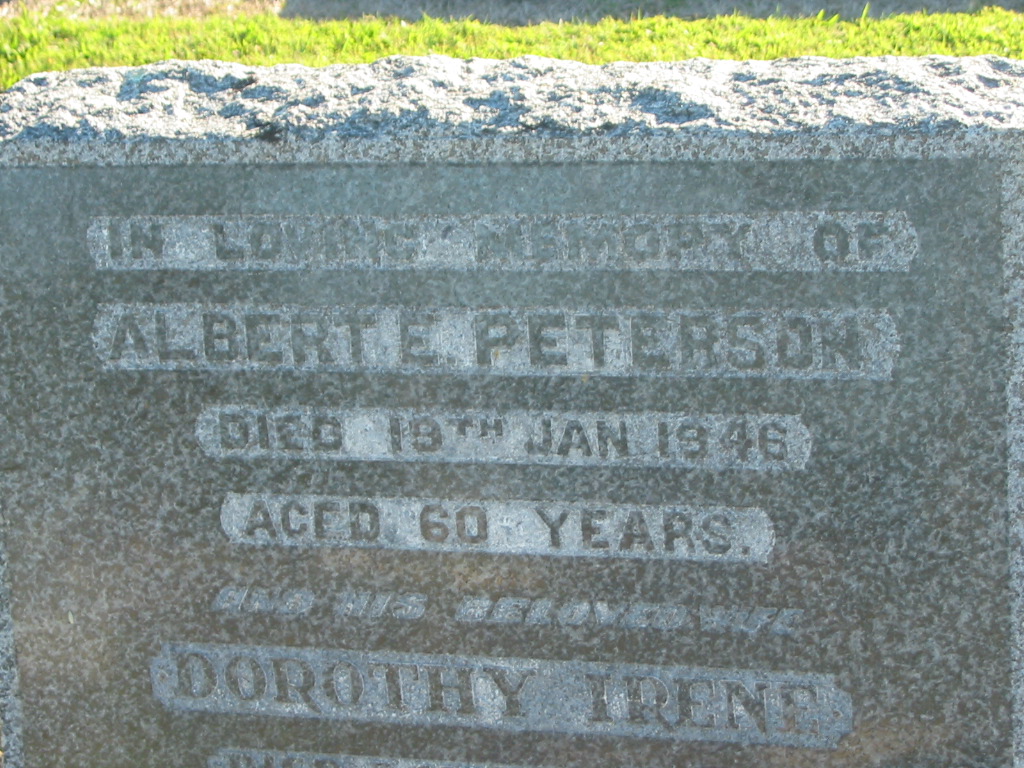 IN LOVING MEMORY OF
ALBERT E. PETERSON
DIED 19TH JAN 1946
AGED 60 YEARS.
AND HIS BELOVED WIFE
DOROTHY IRENE